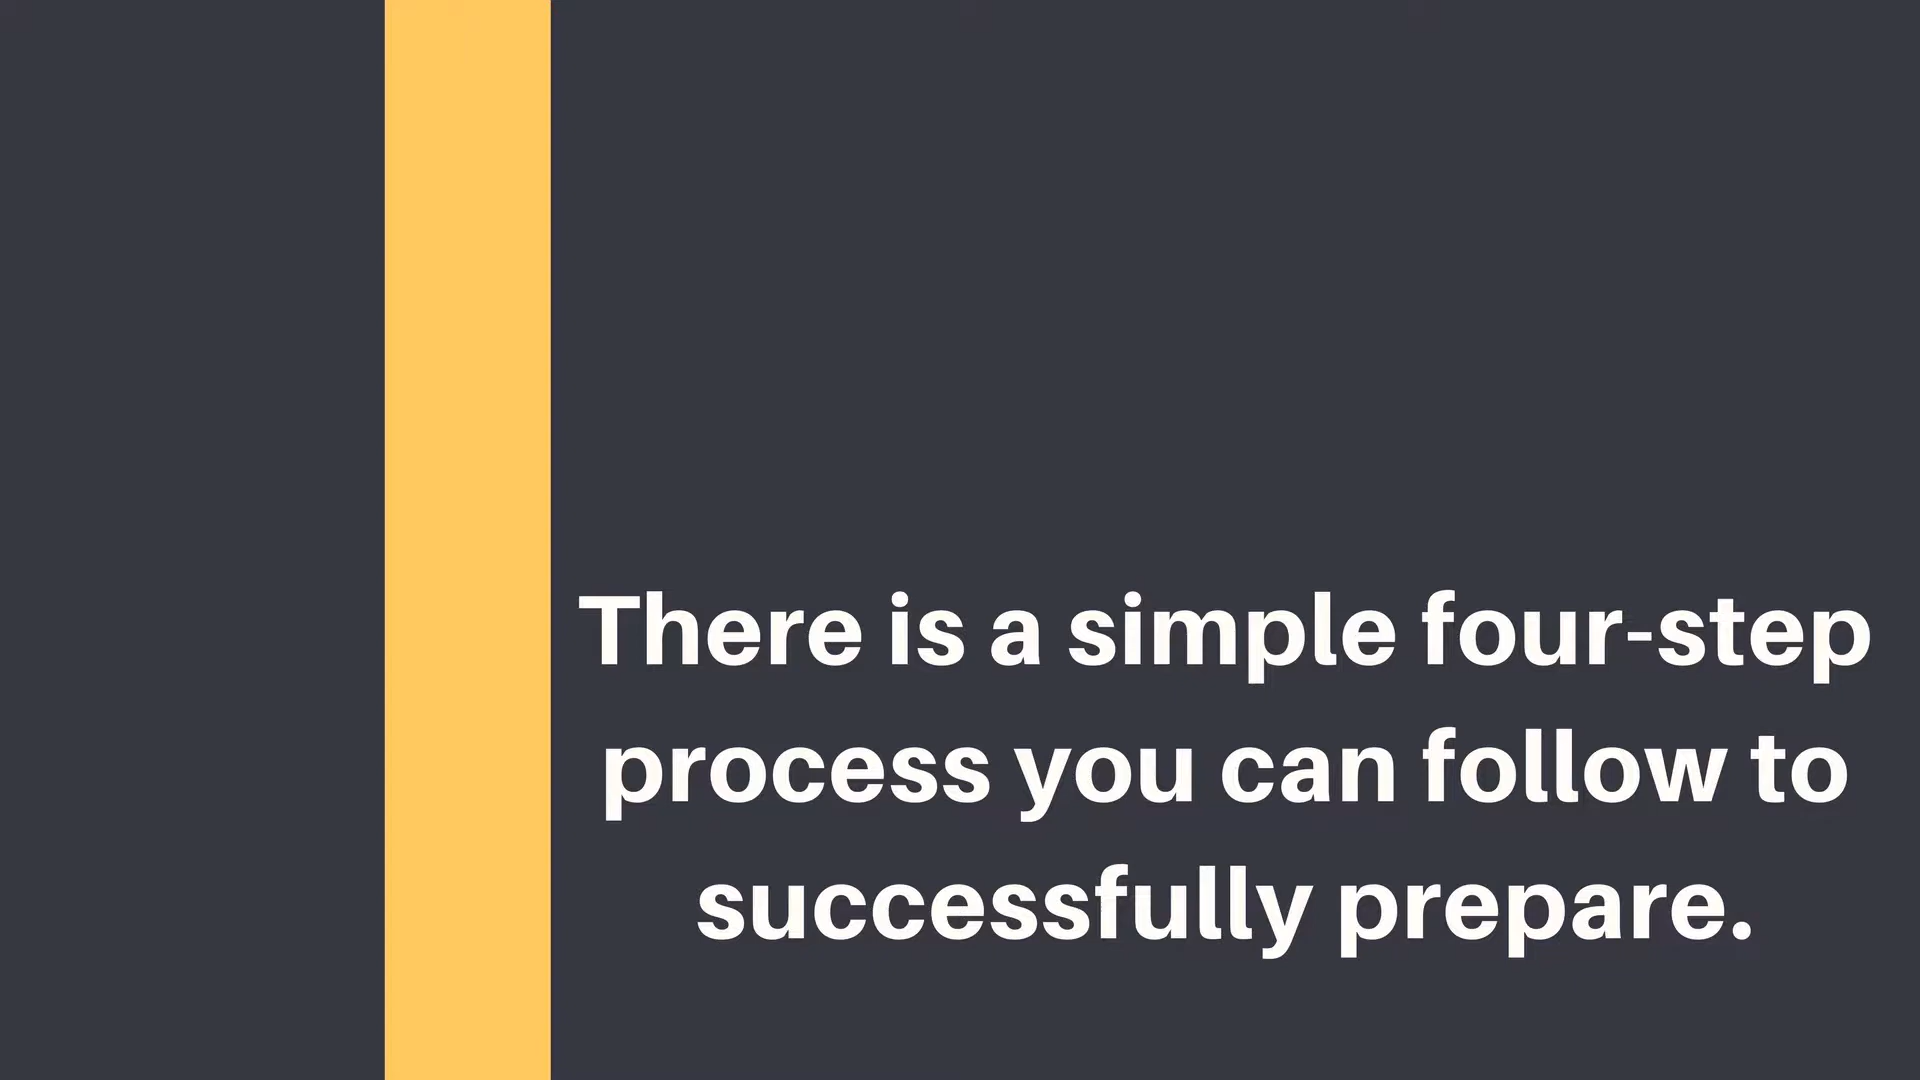 There is a simple four-step
process you can follow to
successfully prepare.